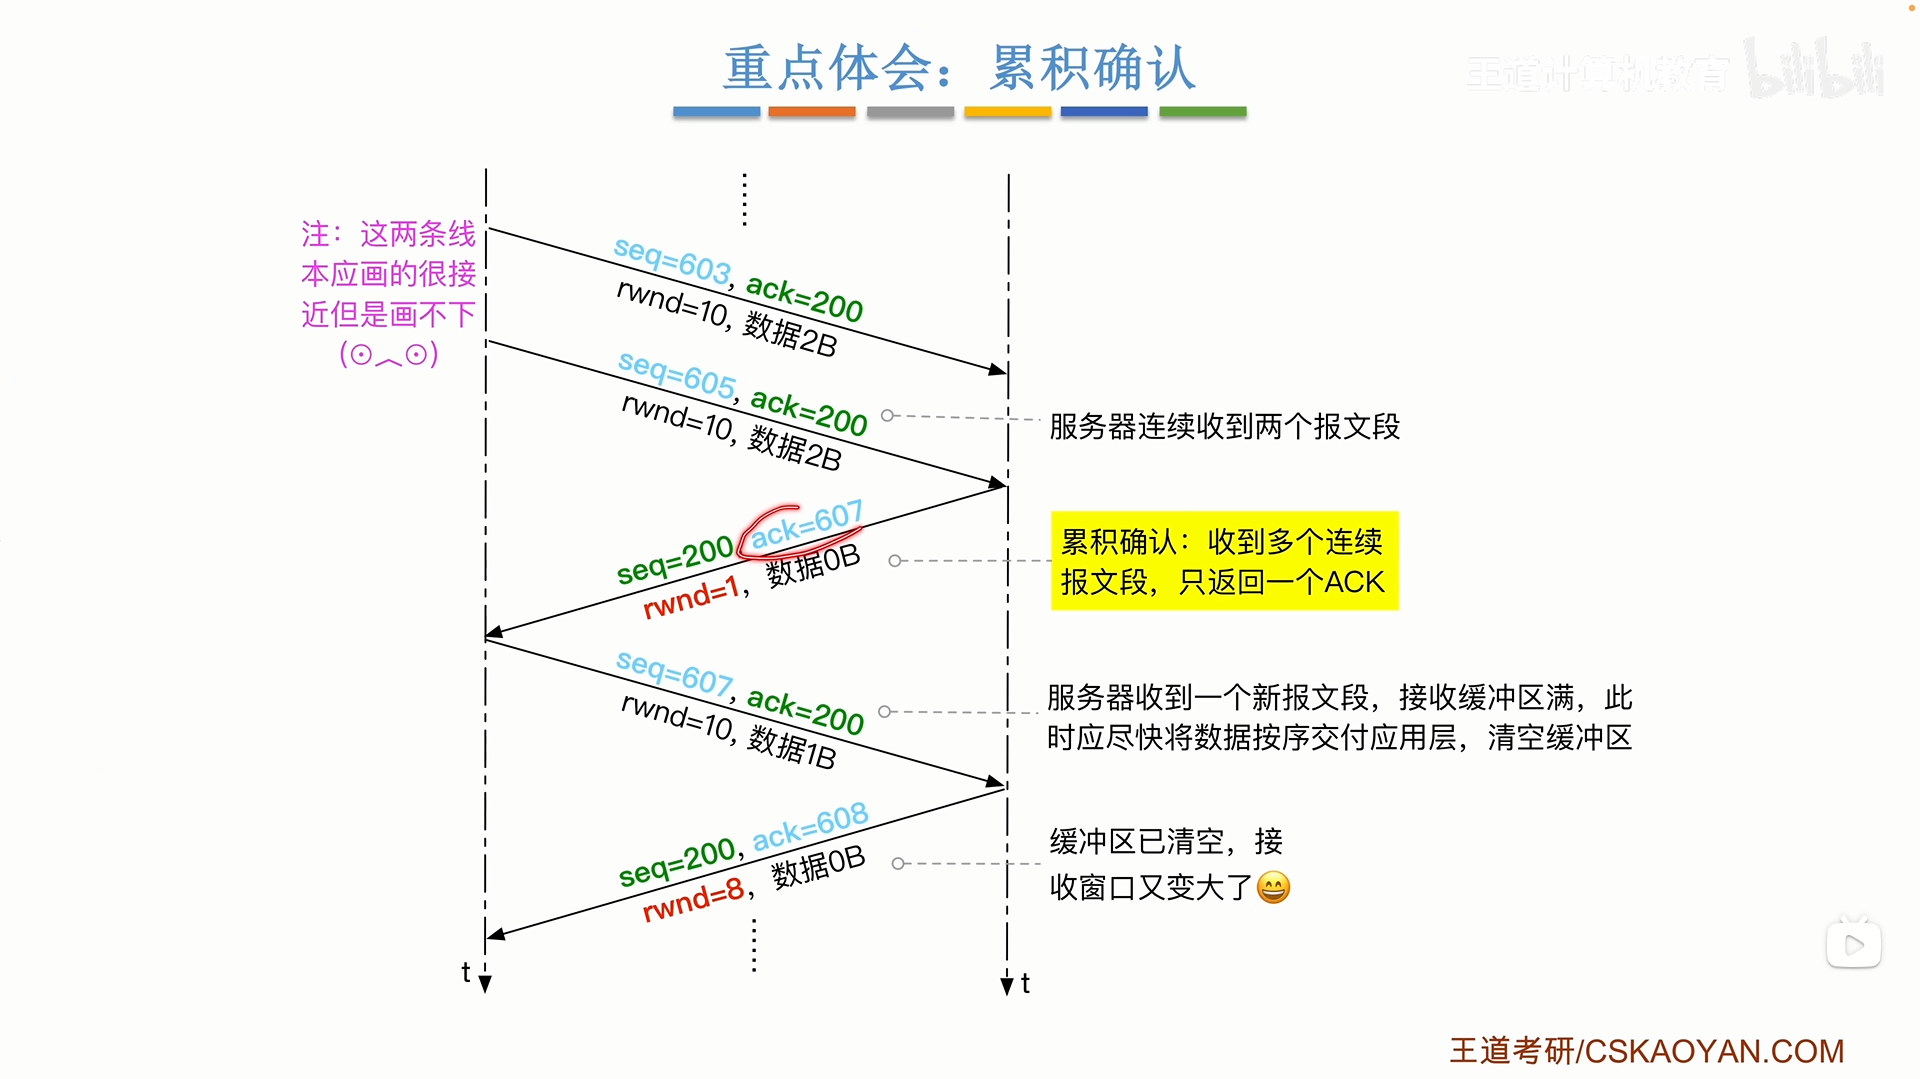 重点体会：累积确认
王道计算机教育 bilibili
注：这两条线
本应画的很接
近但是画不下
(⊙︿⊙)
seq=603, ack=200
rwnd=10, 数据2B
seq=605, ack=200
rwnd=10, 数据2B
服务器连续收到两个报文段
seq=200 ack=607
rwnd=1, 数据0B
累积确认：收到多个连续
报文段，只返回一个ACK
seq=607, ack=200
rwnd=10, 数据1B
服务器收到一个新报文段，接收缓冲区满，此
时应尽快将数据按序交付应用层，清空缓冲区
seq=200, ack=608
rwnd=8, 数据0B
缓冲区已清空，接
收窗口又变大了😄
t
t
王道考研/CSKAOYAN.COM